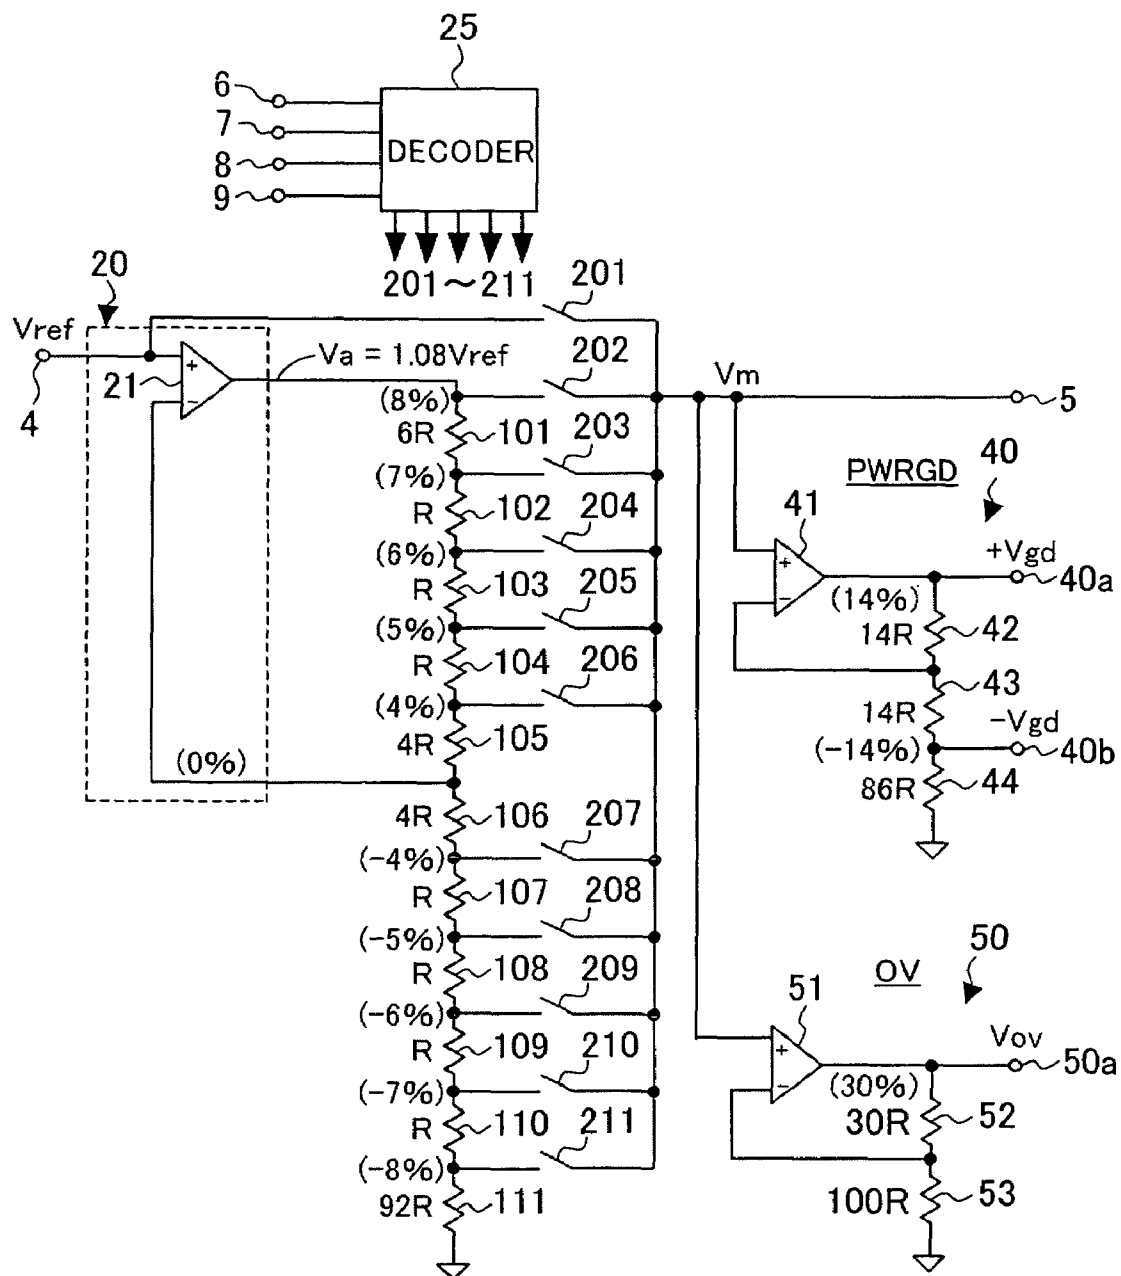 25
6
7
8
9
DECODER
201～211
20
201
Vref
4
21
Va = 1.08Vref
202
Vm
5
(8%)
6R
101
203
(7%)
R
102
204
(6%)
R
103
205
(5%)
R
104
206
(4%)
4R
105
(0%)
4R
106
207
(-4%)
R
107
208
(-5%)
R
108
209
(-6%)
R
109
210
(-7%)
R
110
211
(-8%)
92R
111
PWRGD
40
41
+
−
+Vgd
40a
(14%)
14R
42
43
14R
−Vgd
(-14%)
40b
86R
44
OV
50
51
+
−
Vov
50a
(30%)
30R
52
100R
53
+
−